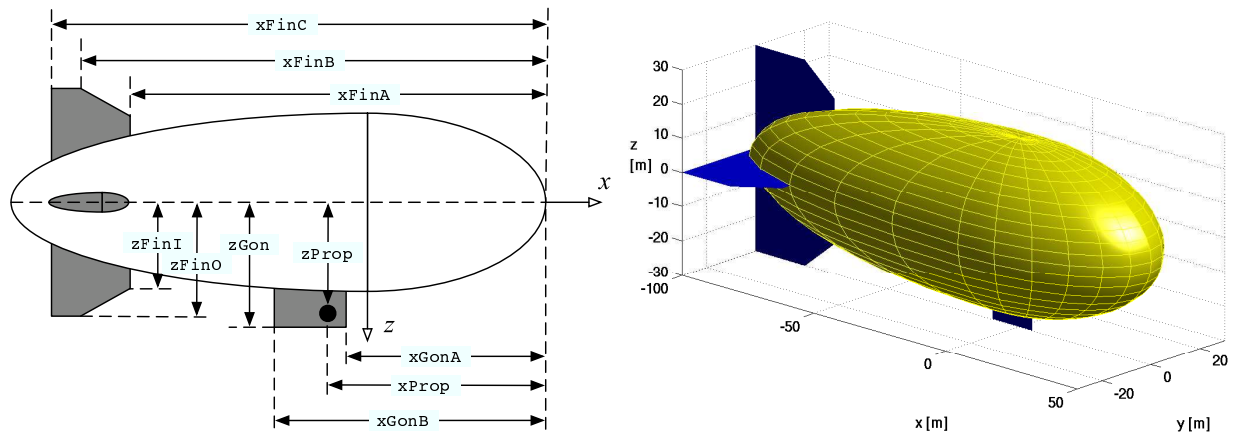 xFinC
xFinB
xFinA
x
zFinI
zFinO
zGon
zProp
z
xGonA
xProp
xGonB
30
20
10
0
-10
-20
-30
z
[m]
-100
-50
0
50
x [m]
-20
0
20
y [m]